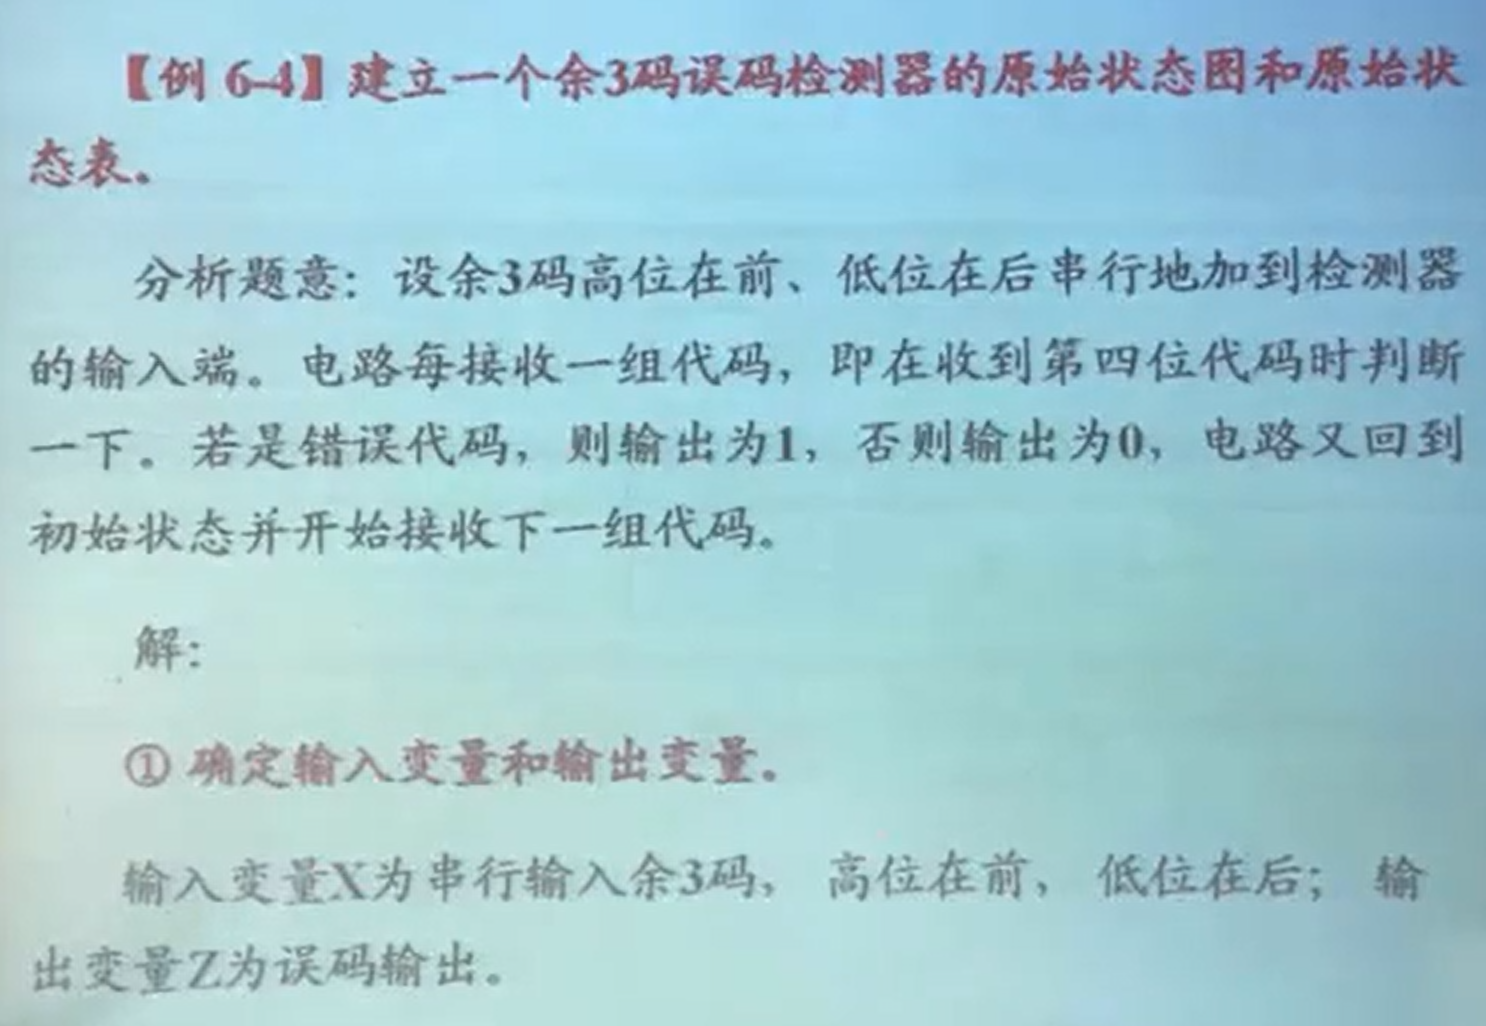 【例 6-4】建立一个余3码误码检测器的原始状态图和原始状
态表。
分析题意：设余3码高位在前、低位在后串行地加到检测器
的输入端。电路每接收一组代码，即在收到第四位代码时判断
一下。若是错误代码，则输出为1，否则输出为0，电路又回到
初始状态并开始接收下一组代码。
解：
① 确定输入变量和输出变量。
输入变量X为串行输入余3码，高位在前，低位在后；输
出变量Z为误码输出。